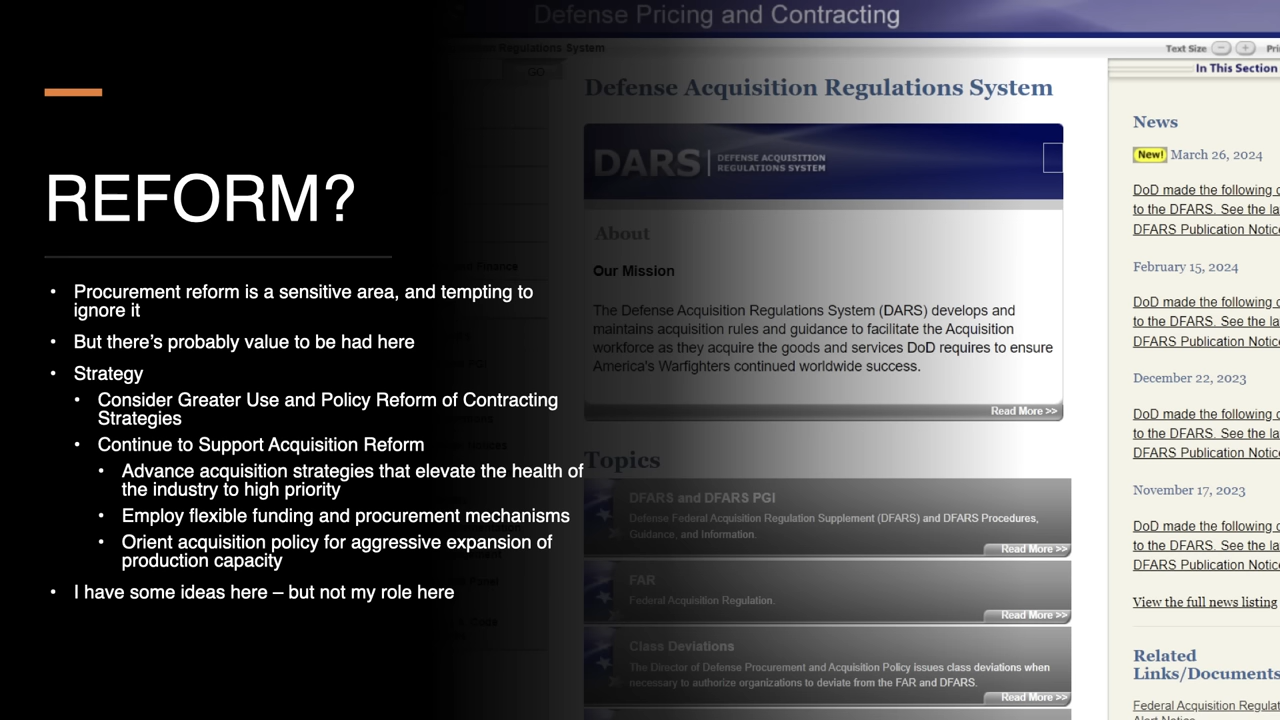 Defense Pricing and Contracting
Regulations System
Text Size
GO
In This Section
REFORM?
• Procurement reform is a sensitive area, and tempting to
ignore it
• But there’s probably value to be had here
• Strategy
• Consider Greater Use and Policy Reform of Contracting
Strategies
• Continue to Support Acquisition Reform
• Advance acquisition strategies that elevate the health of
the industry to high priority
• Employ flexible funding and procurement mechanisms
• Orient acquisition policy for aggressive expansion of
production capacity
• I have some ideas here – but not my role here
Finance
PGI
Code
Defense Acquisition Regulations System
DARS | DEFENSE ACQUISITION
REGULATIONS SYSTEM
About
Our Mission
The Defense Acquisition Regulations System (DARS) develops and
maintains acquisition rules and guidance to facilitate the Acquisition
workforce as they acquire the goods and services DoD requires to ensure
America's Warfighters continued worldwide success.
Read More >>
Topics
DFARS and DFARS PGI
Defense Federal Acquisition Regulation Supplement (DFARS) and DFARS Procedures,
Guidance, and Information.
Read More >>
FAR
Federal Acquisition Regulation.
Read More >>
Class Deviations
The Director of Defense Procurement and Acquisition Policy issues class deviations when
necessary to authorize organizations to deviate from the FAR and DFARS.
Read More >>
News
New! March 26, 2024
DoD made the following
to the DFARS. See the
DFARS Publication
February 15, 2024
DoD made the following
to the DFARS. See the
DFARS Publication
December 22, 2023
DoD made the following
to the DFARS. See the
DFARS Publication
November 17, 2023
DoD made the following
to the DFARS. See the
DFARS Publication
View the full news listing
Related
Links/Documents
Federal Acquisition